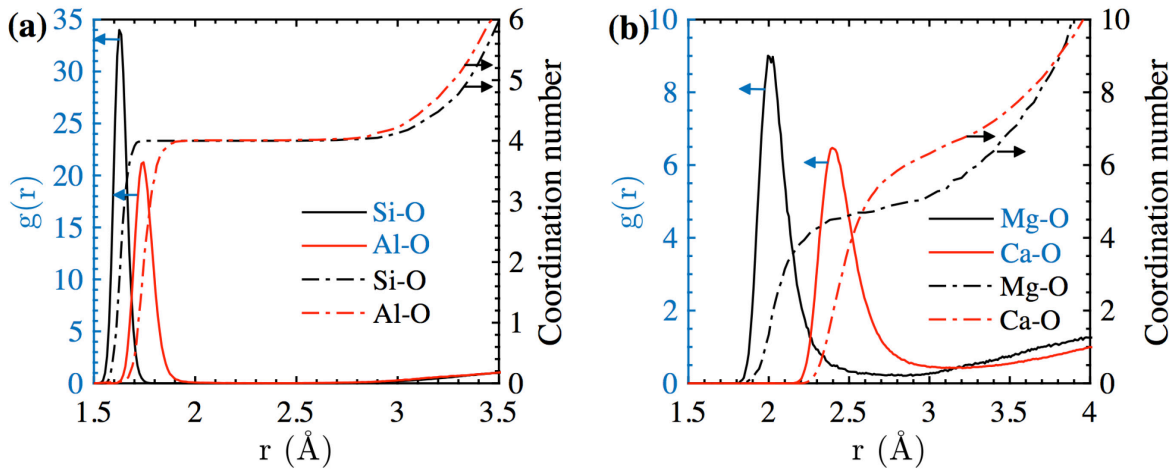 (a)
35
30
25
20
15
10
5
0
g(r)
1.5 2 2.5 3 3.5
r (Å)
6
5
4
3
2
1
0
Coordination number
Si-O
Al-O
Si-O
Al-O
(b)
10
8
6
4
2
0
g(r)
1.5 2 2.5 3 3.5 4
r (Å)
10
8
6
4
2
0
Coordination number
Mg-O
Ca-O
Mg-O
Ca-O